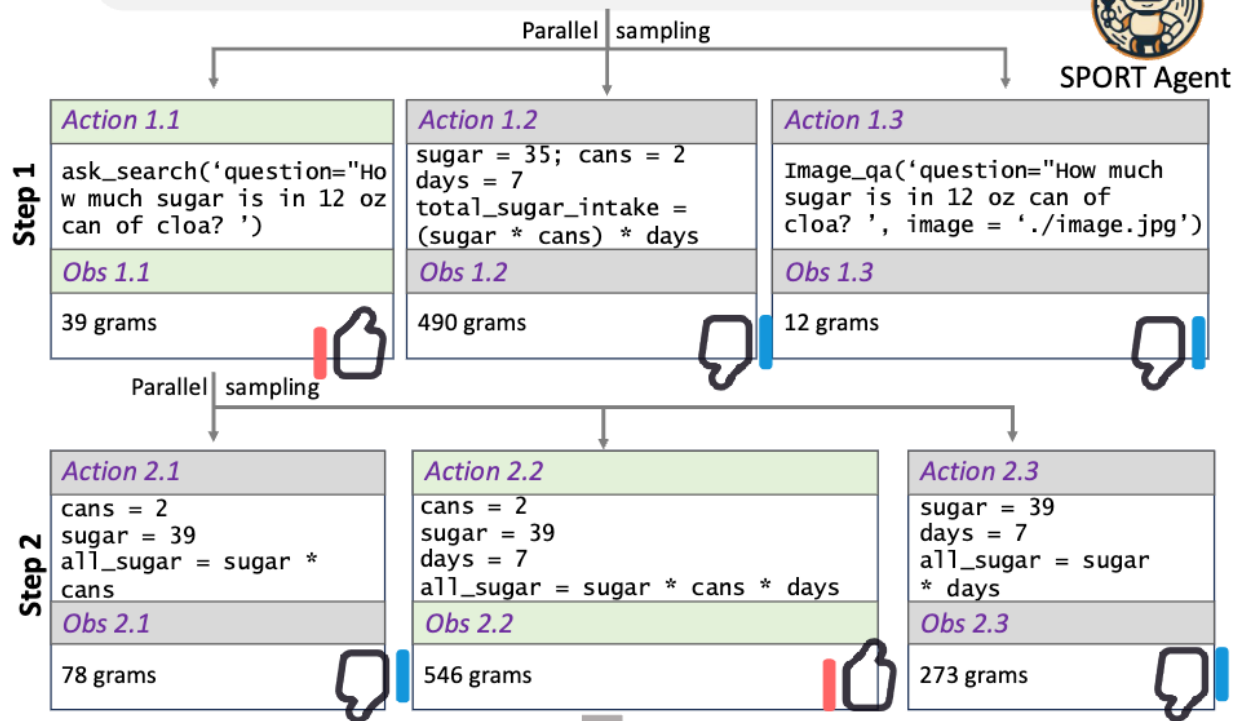 Parallel sampling
SPORT Agent
Step 1
Action 1.1
ask_search(‘question="Ho
w much sugar is in 12 oz
can of cloa? ’)
Obs 1.1
39 grams
Action 1.2
sugar = 35; cans = 2
days = 7
total_sugar_intake =
(sugar * cans) * days
Obs 1.2
490 grams
Action 1.3
Image_qa(‘question="How much
sugar is in 12 oz can of
cloa? ’, image = ‘./image.jpg’)
Obs 1.3
12 grams
Parallel sampling
Step 2
Action 2.1
cans = 2
sugar = 39
all_sugar = sugar *
cans
Obs 2.1
78 grams
Action 2.2
cans = 2
sugar = 39
days = 7
all_sugar = sugar * cans * days
Obs 2.2
546 grams
Action 2.3
sugar = 39
days = 7
all_sugar = sugar
* days
Obs 2.3
273 grams